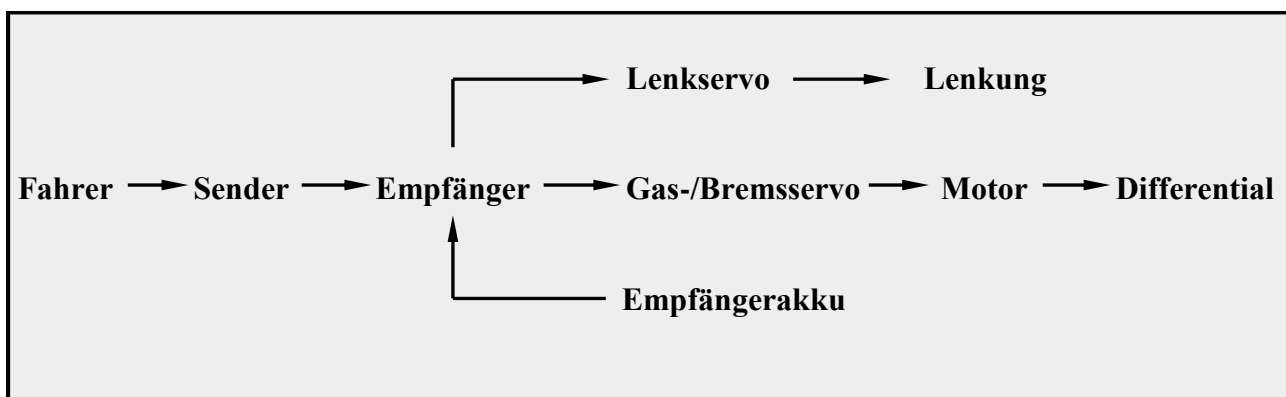 Lenkservo Lenkung
Fahrer Sender Empfänger Gas-/Bremsservo Motor Differential
Empfängerakku